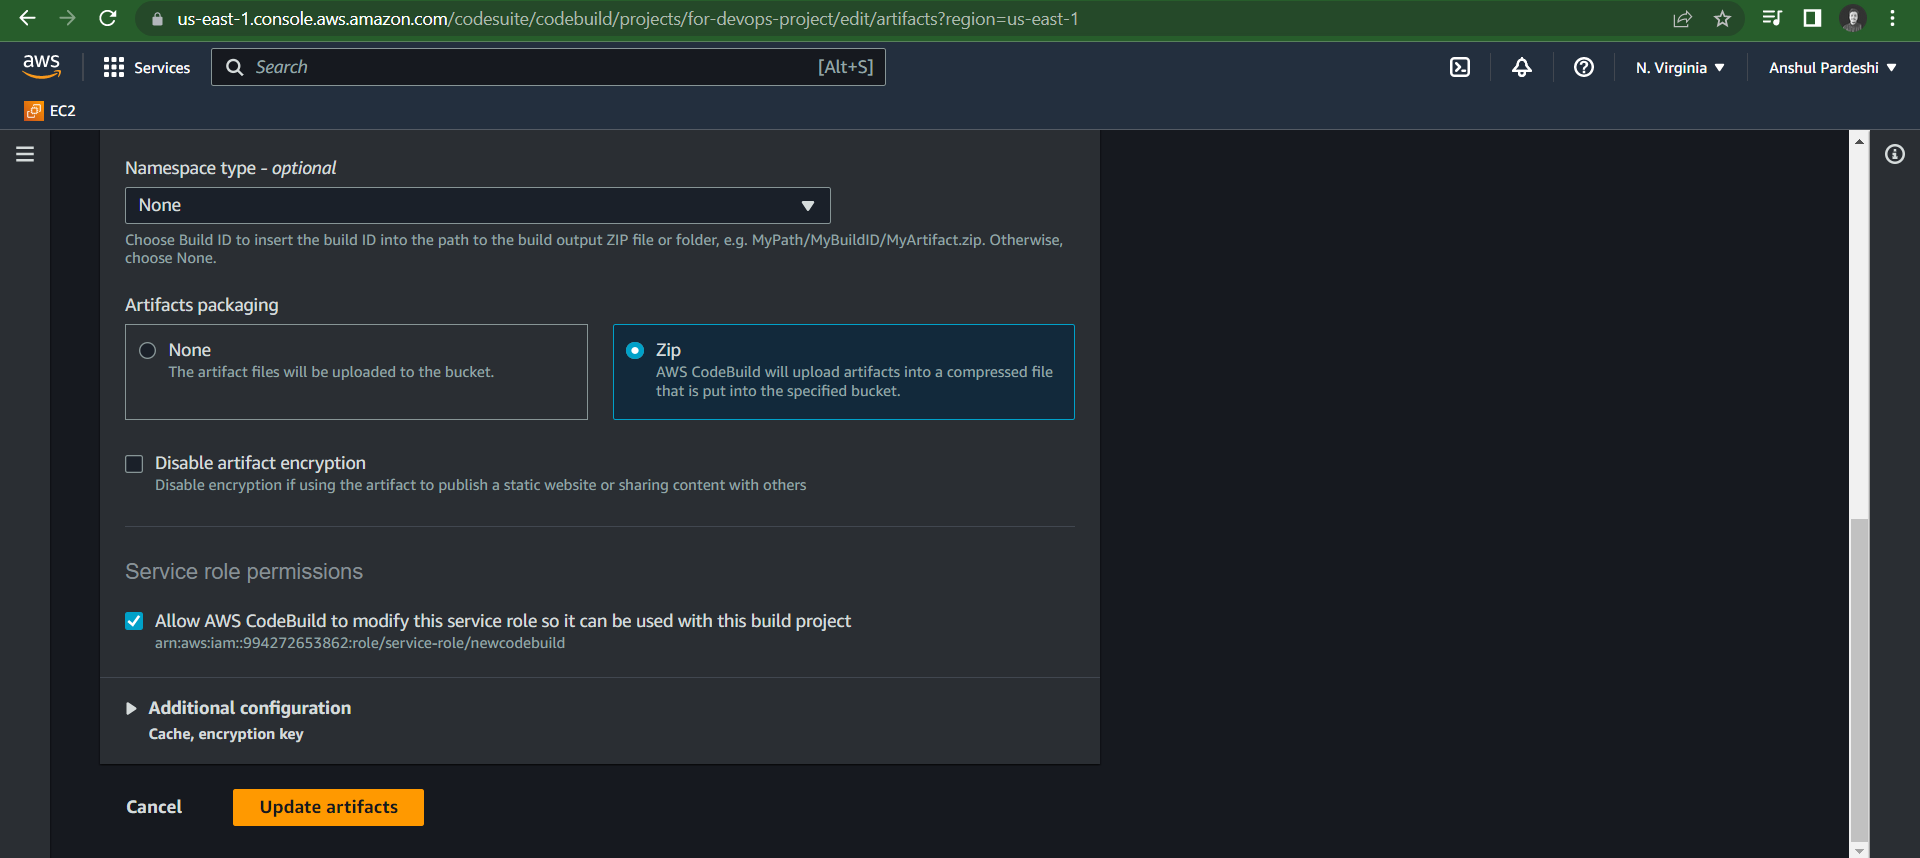 us-east-1.console.aws.amazon.com/codesuite/codebuild/projects/for-devops-project/edit/artifacts?region=us-east-1
aws
Services
Search
[Alt+S]
N. Virginia
Anshul Pardeshi
EC2
Namespace type - optional
None
Choose Build ID to insert the build ID into the path to the build output ZIP file or folder, e.g. MyPath/MyBuildID/MyArtifact.zip. Otherwise,
choose None.
Artifacts packaging
None
The artifact files will be uploaded to the bucket.
Zip
AWS CodeBuild will upload artifacts into a compressed file
that is put into the specified bucket.
Disable artifact encryption
Disable encryption if using the artifact to publish a static website or sharing content with others
Service role permissions
Allow AWS CodeBuild to modify this service role so it can be used with this build project
arn:aws:iam::994272653862:role/service-role/newcodebuild
Additional configuration
Cache, encryption key
Cancel
Update artifacts